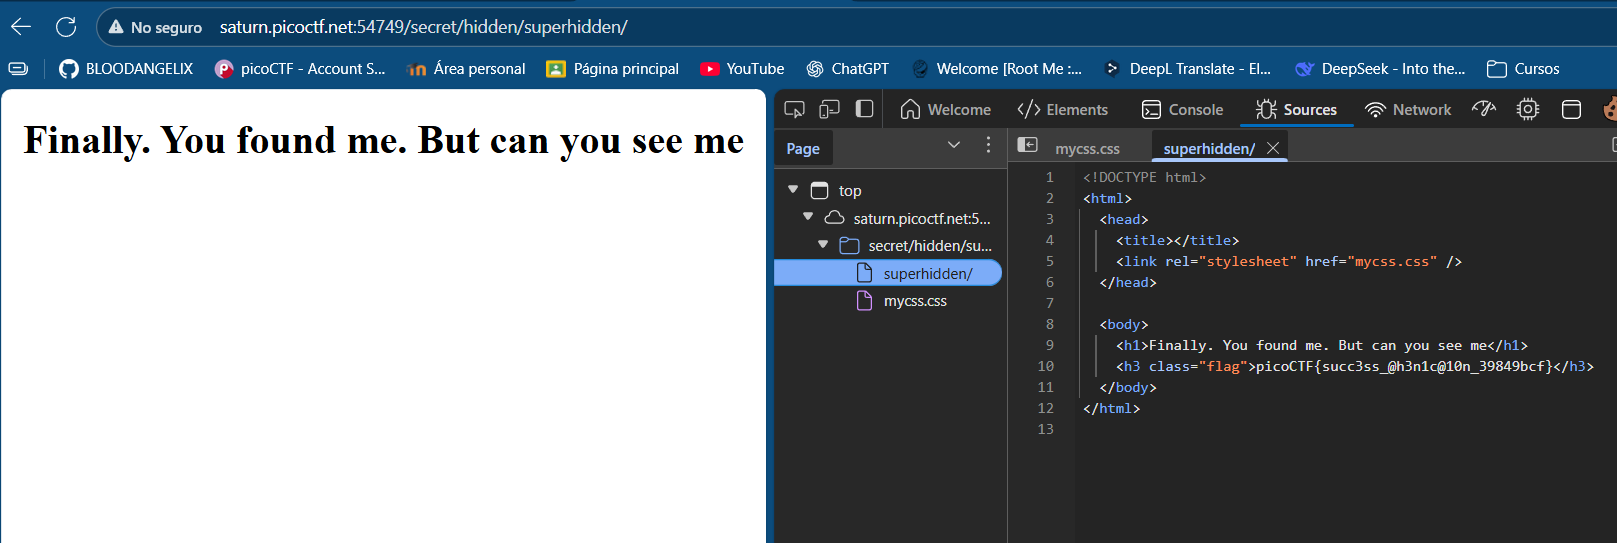 No seguro saturn.picoctf.net:54749/secret/hidden/superhidden/
BLOODANGELIX picoCTF - Account S... Área personal Página principal YouTube ChatGPT Welcome [Root Me :... DeepL Translate - El... DeepSeek - Into the... Cursos
Finally. You found me. But can you see me
Welcome Elements Console Sources Network
Page
mycss.css superhidden/
top
saturn.picoctf.net:5...
secret/hidden/su...
superhidden/
mycss.css
1 <!DOCTYPE html>
2 <html>
3 <head>
4 <title></title>
5 <link rel="stylesheet" href="mycss.css" />
6 </head>
7
8 <body>
9 <h1>Finally. You found me. But can you see me</h1>
10 <h3 class="flag">picoCTF{succ3ss_@h3n1c@10n_39849bcf}</h3>
11 </body>
12 </html>
13